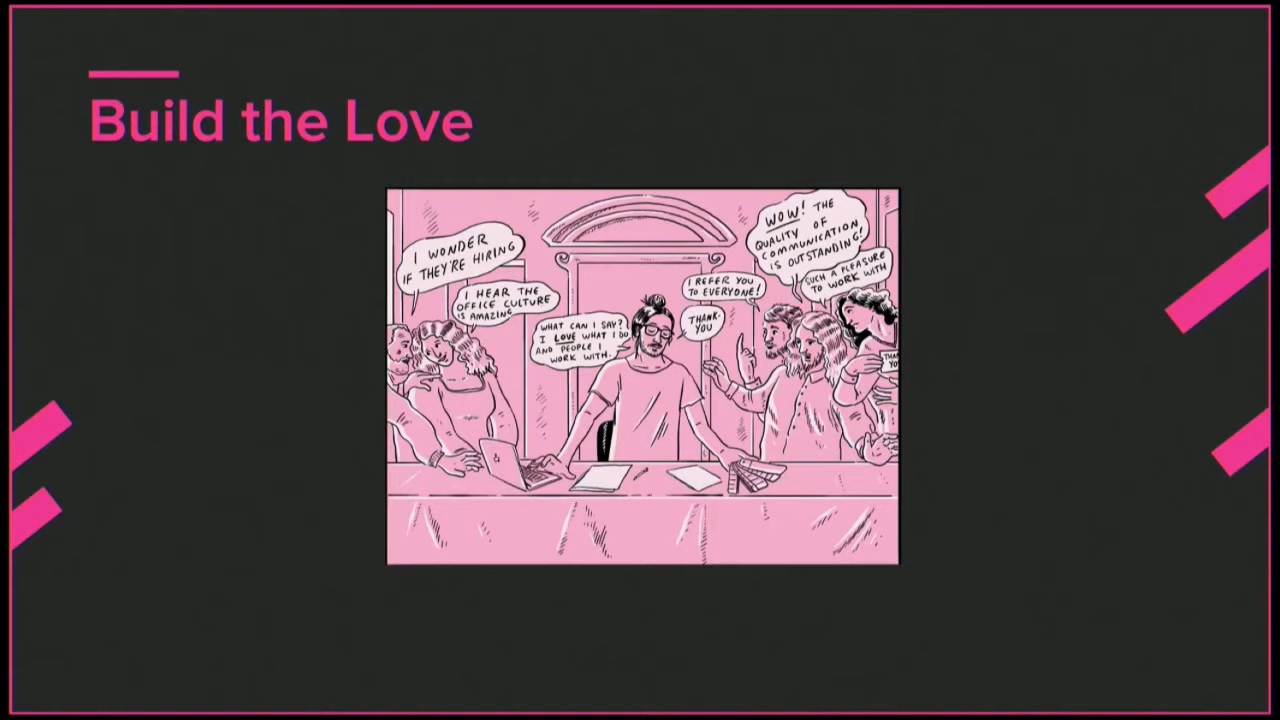 Build the Love
I WONDER
IF THEY'RE HIRING
I HEAR THE
OFFICE CULTURE
IS AMAZING
WHAT CAN I SAY?
I LOVE WHAT I DO
AND PEOPLE I
WORK WITH.
I REFER YOU
TO EVERYONE!
THANK-
YOU
WOW! THE
QUALITY OF
COMMUNICATION
IS OUTSTANDING!
SUCH A PLEASURE
TO WORK WITH